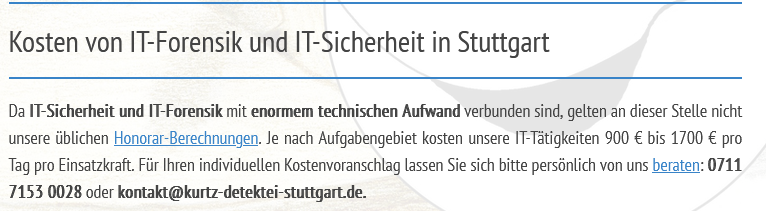 Kosten von IT-Forensik und IT-Sicherheit in Stuttgart
Da IT-Sicherheit und IT-Forensik mit enormem technischen Aufwand verbunden sind, gelten an dieser Stelle nicht
unsere üblichen Honorar-Berechnungen. Je nach Aufgabengebiet kosten unsere IT-Tätigkeiten 900 € bis 1700 € pro
Tag pro Einsatzkraft. Für Ihren individuellen Kostenvoranschlag lassen Sie sich bitte persönlich von uns beraten: 0711
7153 0028 oder kontakt@kurtz-detektei-stuttgart.de.